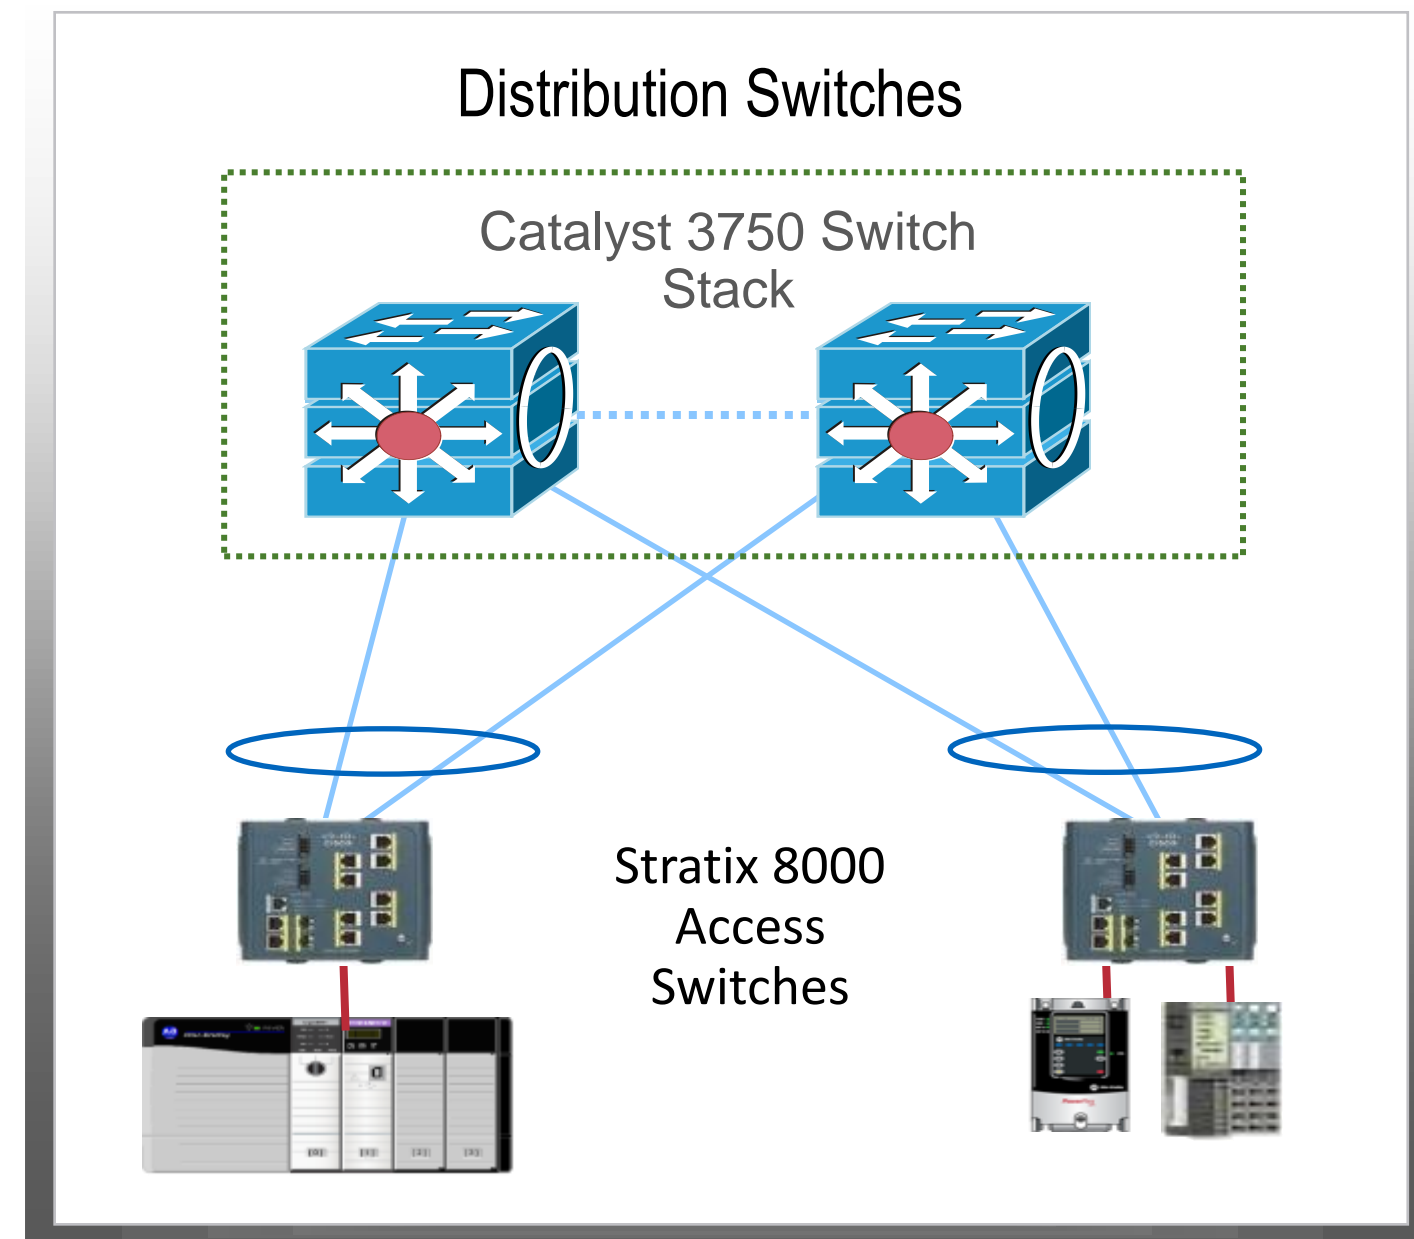 Distribution Switches
Catalyst 3750 Switch
Stack
Stratix 8000
Access
Switches